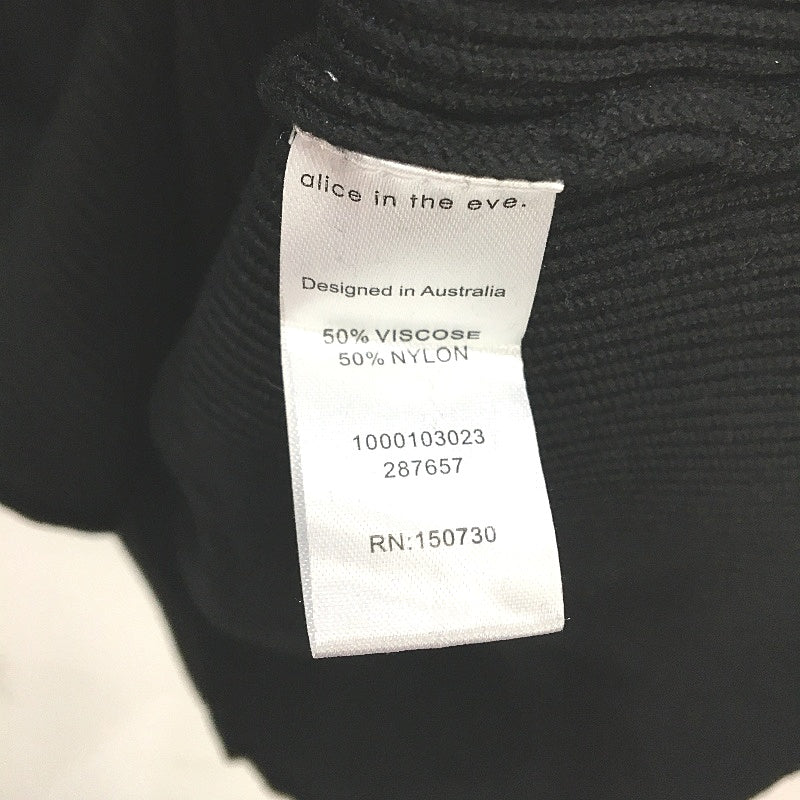 alice in the eve.
Designed in Australia
50% VISCOSE
50% NYLON
1000103023
287657
RN:150730